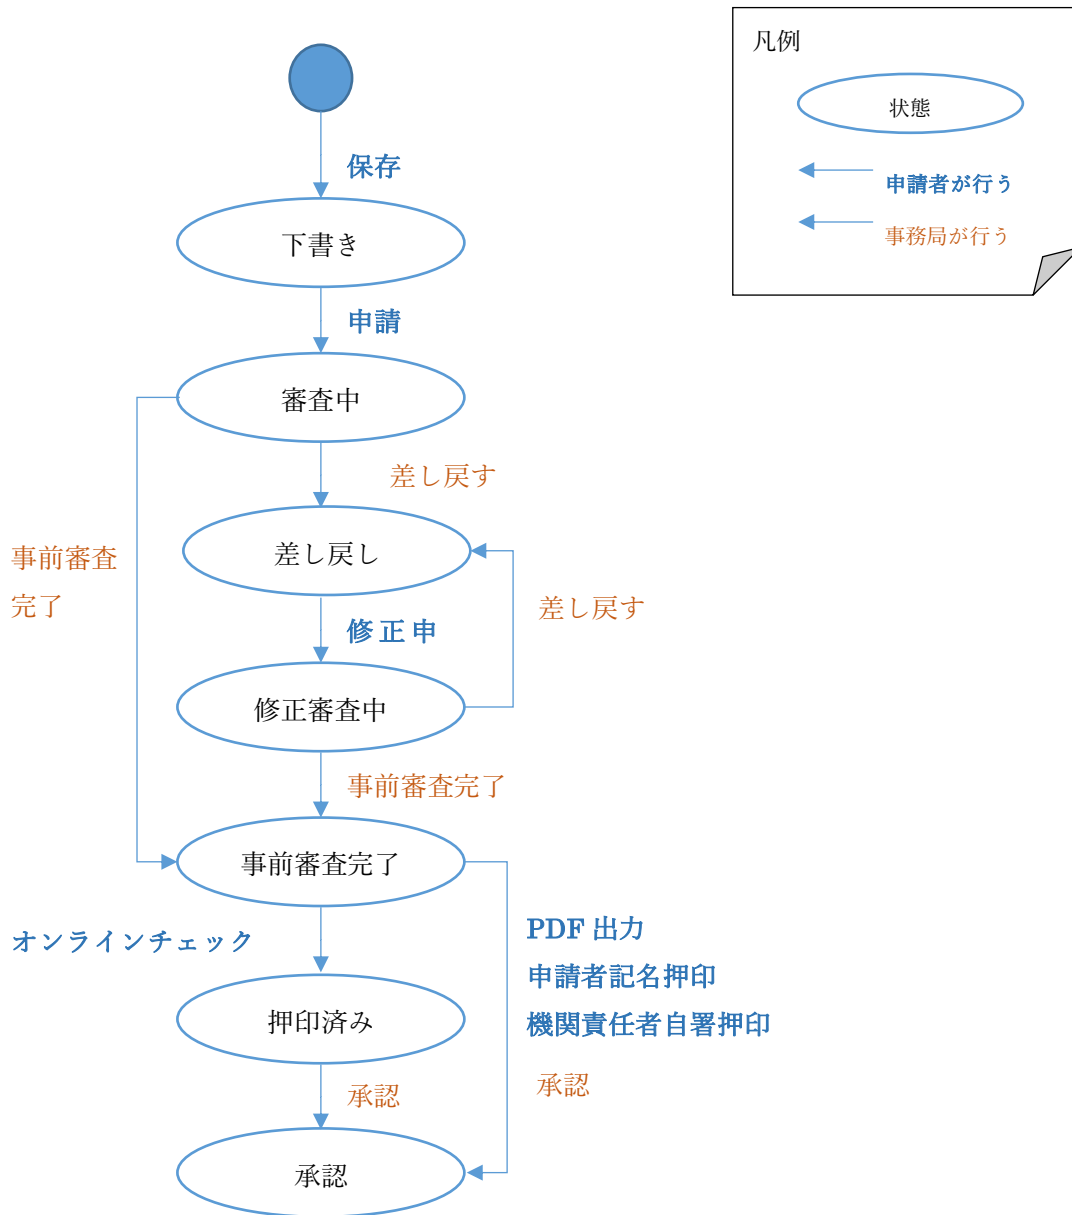 凡例
状態
申請者が行う
事務局が行う
保存
下書き
申請
審査中
差し戻す
事前審査
完了
差し戻し
差し戻す
修正申
修正審査中
事前審査完了
事前審査完了
オンラインチェック
PDF 出力
申請者記名押印
機関責任者自署押印
押印済み
承認
承認
承認